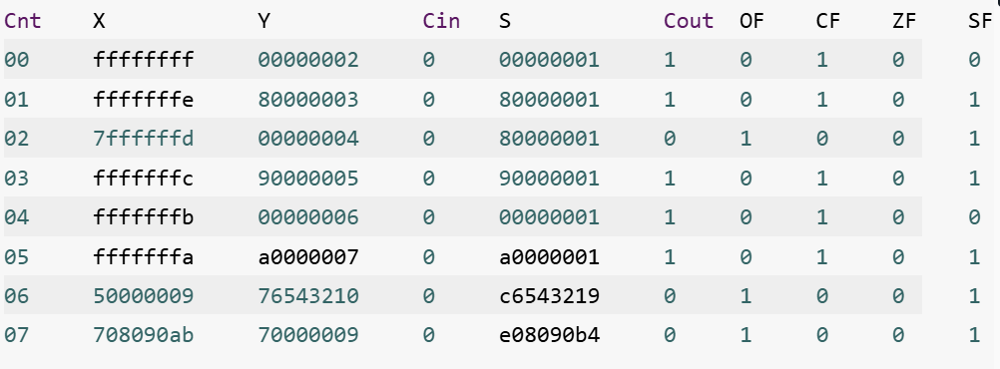 Cnt X Y Cin S Cout OF CF ZF SF
00 ffffffff 00000002 0 00000001 1 0 1 0 0
01 fffffffe 80000003 0 80000001 1 0 1 0 1
02 7ffffffd 00000004 0 80000001 0 1 0 0 1
03 fffffffc 90000005 0 90000001 1 0 1 0 1
04 fffffffb 00000006 0 00000001 1 0 1 0 0
05 fffffffa a0000007 0 a0000001 1 0 1 0 1
06 50000009 76543210 0 c6543219 0 1 0 0 1
07 708090ab 70000009 0 e08090b4 0 1 0 0 1